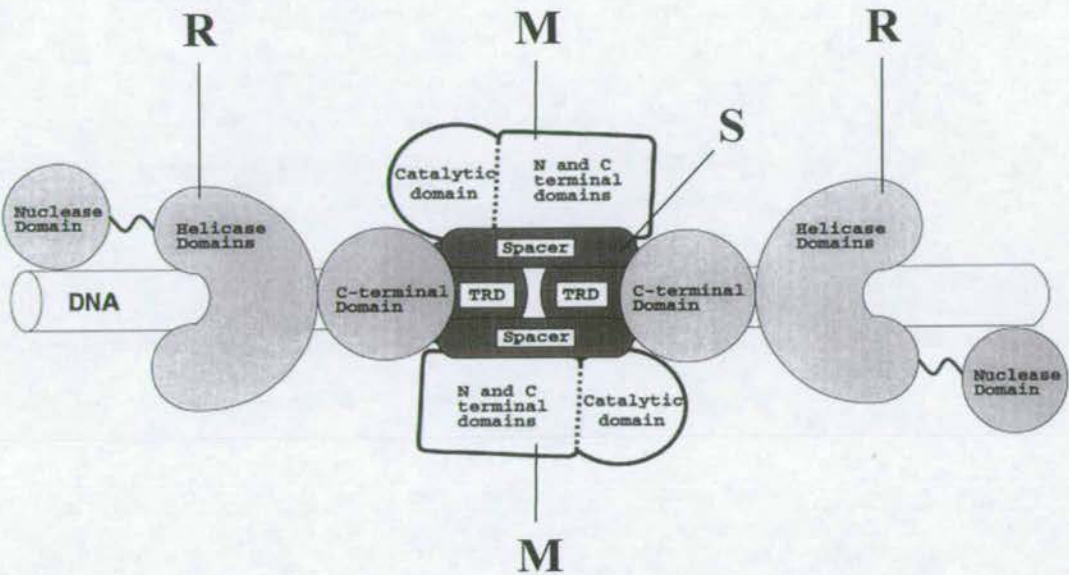 R
M
R
S
Catalytic
domain
N and C
terminal
domains
Nuclease
Domain
Helicase
Domains
Helicase
Domains
Spacer
DNA
C-terminal
Domain
TRD
TRD
C-terminal
Domain
Spacer
N and C
terminal
domains
Catalytic
domain
Nuclease
Domain
M